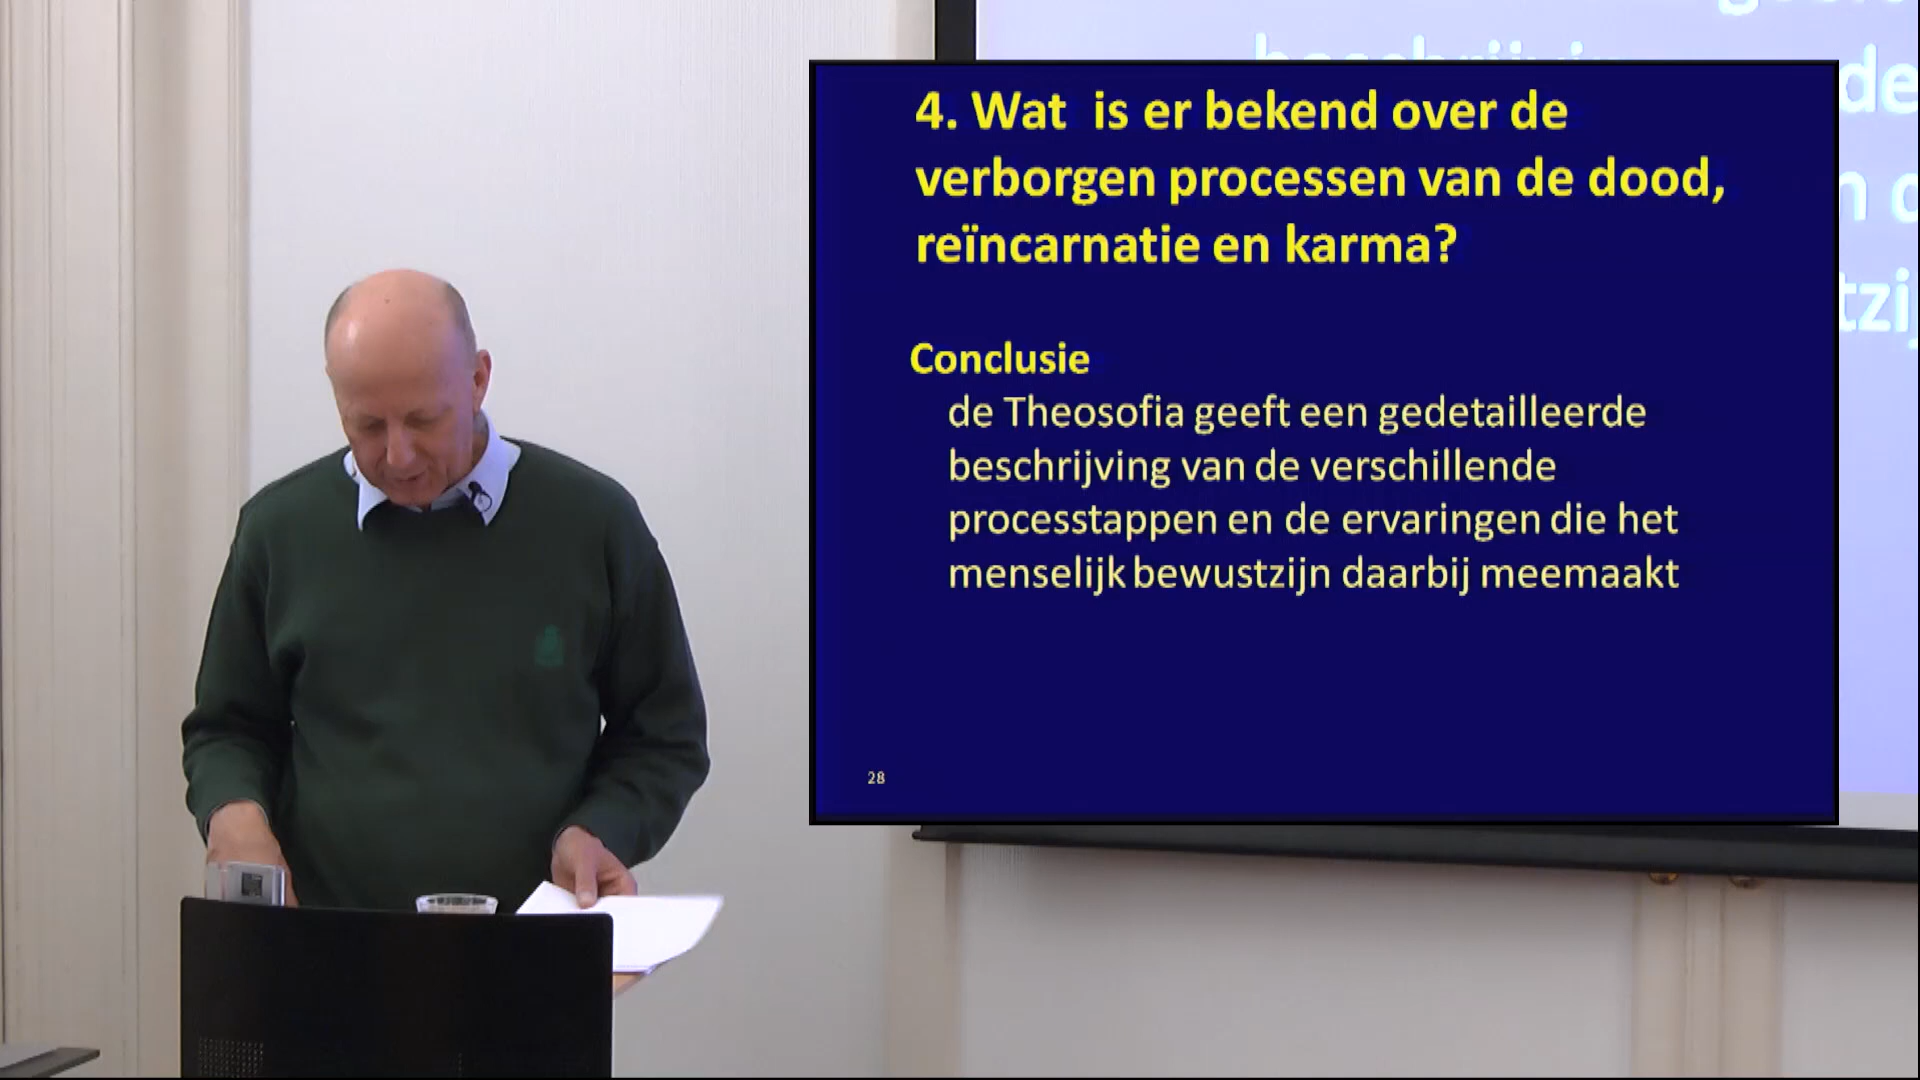 4. Wat is er bekend over de
verborgen processen van de dood,
reïncarnatie en karma?
Conclusie
de Theosofia geeft een gedetailleerde
beschrijving van de verschillende
processtappen en de ervaringen die het
menselijk bewustzijn daarbij meemaakt
28